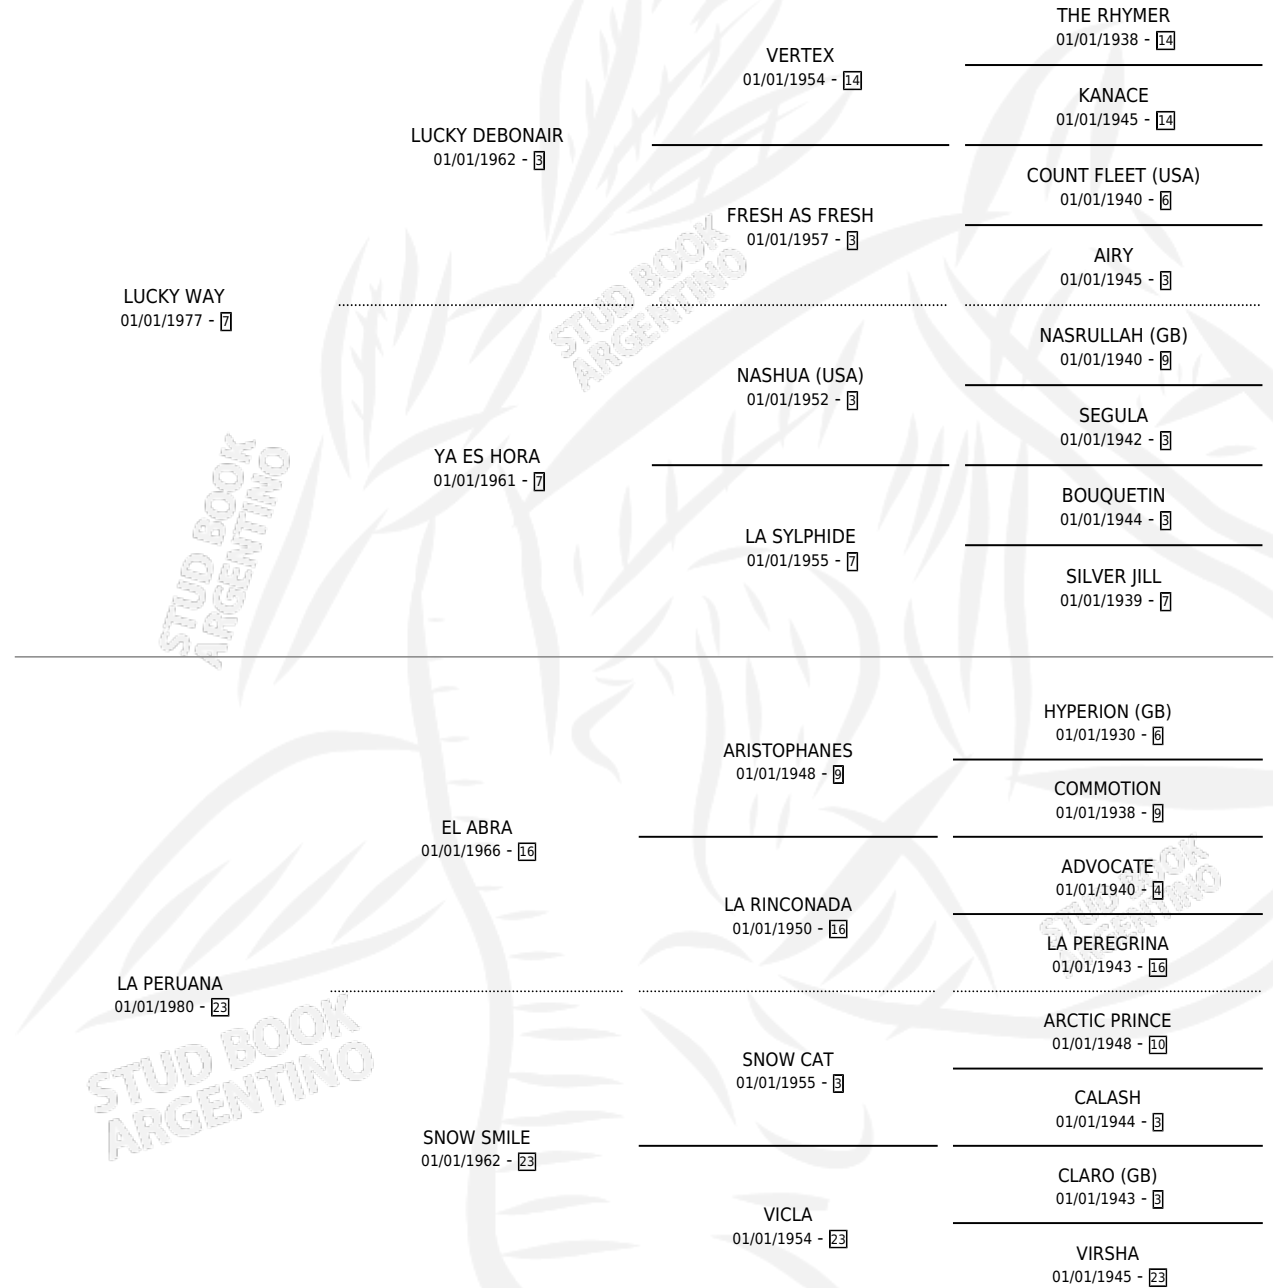 THE RHYMER
01/01/1938 - 14
VERTEX
01/01/1954 - 14
KANACE
01/01/1945 - 14
LUCKY DEBONAIR
01/01/1962 - 3
COUNT FLEET (USA)
01/01/1940 - 6
FRESH AS FRESH
01/01/1957 - 3
AIRY
01/01/1945 - 3
LUCKY WAY
01/01/1977 - 7
STUD BOOK
ARGENTINO
NASRULLAH (GB)
01/01/1940 - 9
NASHUA (USA)
01/01/1952 - 3
SEGULA
01/01/1942 - 3
YA ES HORA
01/01/1961 - 7
BOUQUETIN
01/01/1944 - 3
LA SYLPHIDE
01/01/1955 - 7
SILVER JILL
01/01/1939 - 7
STUD BOOK
ARGENTINO
HYPERION (GB)
01/01/1930 - 6
ARISTOPHANES
01/01/1948 - 9
COMMOTION
01/01/1938 - 9
EL ABRA
01/01/1966 - 16
ADVOCATE
01/01/1940 - 4
LA RINCONADA
01/01/1950 - 16
LA PEREGRINA
01/01/1943 - 16
STUD BOOK
ARGENTINO
LA PERUANA
01/01/1980 - 23
ARCTIC PRINCE
01/01/1948 - 10
SNOW CAT
01/01/1955 - 3
CALASH
01/01/1944 - 3
STUD BOOK
ARGENTINO
SNOW SMILE
01/01/1962 - 23
CLARO (GB)
01/01/1943 - 3
VICLA
01/01/1954 - 23
VIRSHA
01/01/1945 - 23